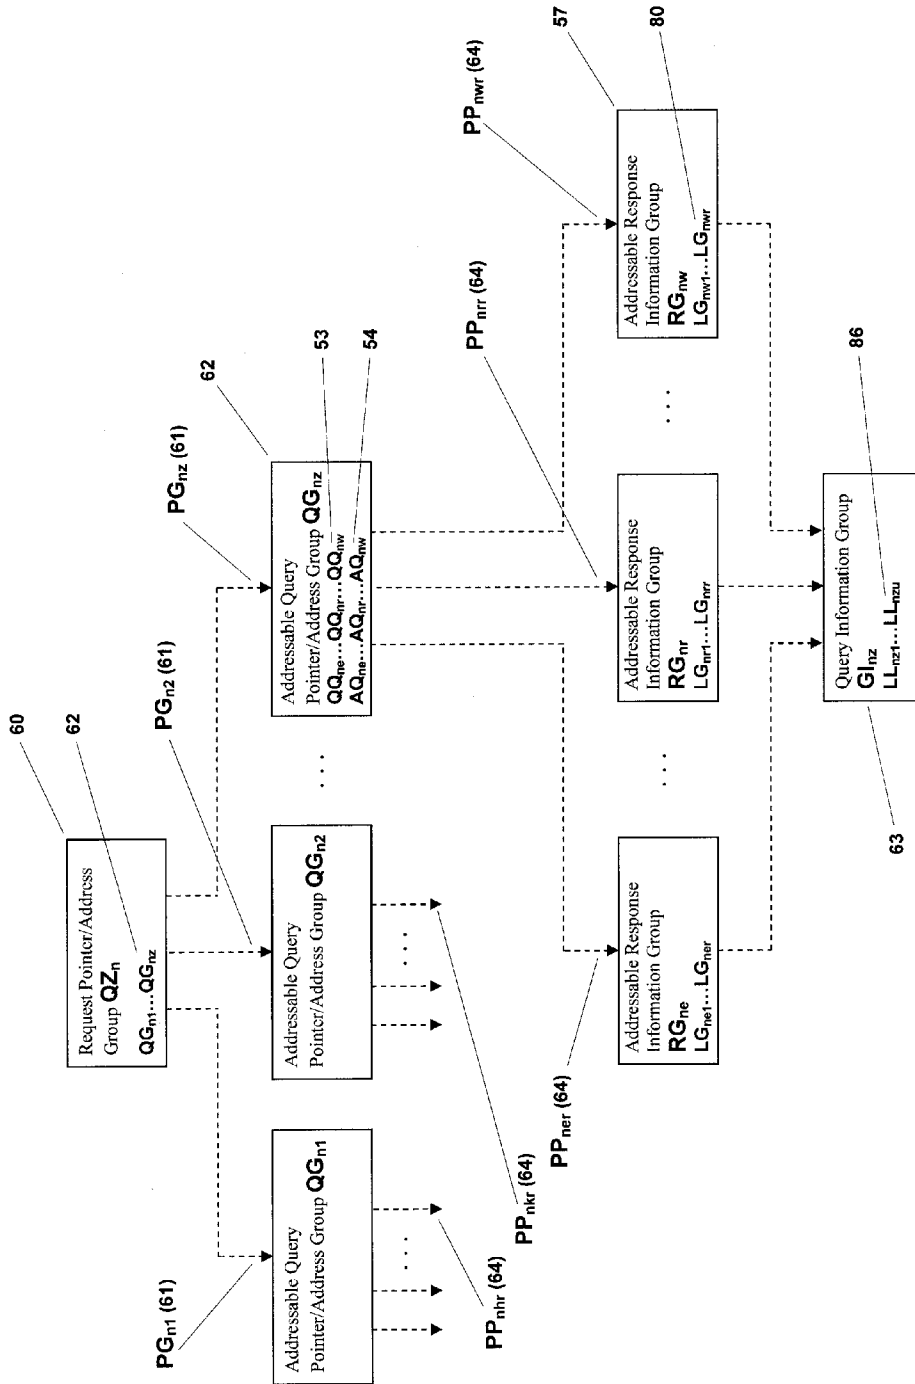 60
Request Pointer/Address
Group QZn
QGn1...QGnz
62
PGn1 (61)
PGn2 (61)
PGnz (61)
62
Addressable Query
Pointer/Address Group QGn1
Addressable Query
Pointer/Address Group QGn2
. . .
Addressable Query
Pointer/Address Group QGnz
QQne...QQnr...QQnw
AQne...AQnr...AQnw
53
54
. . . .
PPnhr (64)
. . . .
PPnkr (64)
PPner (64)
PPnrr (64)
PPnwr (64)
57
Addressable Response
Information Group
RGne
LGne1...LGner
. . .
Addressable Response
Information Group
RGnr
LGnr1...LGnrr
. . .
Addressable Response
Information Group
RGnw
LGnw1...LGnwr
80
63
Query Information Group
GInz
LLnz1...LLnzu
86